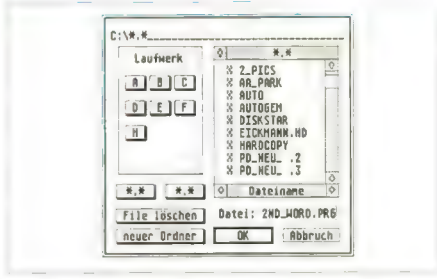 C:\*.*
Laufwerk
*.*
A B C
D E F
H
2_PICS
AA_PARK
AUTO
AUTOGEM
DISKSTAR
EICKMANN.HD
HARDCOPY
PD_NEU_ .2
PD_NEU_ .3
*.* *.* Dateiname
File löschen Datei: 2ND_WORD.PRG
neuer Ordner OK Abbruch